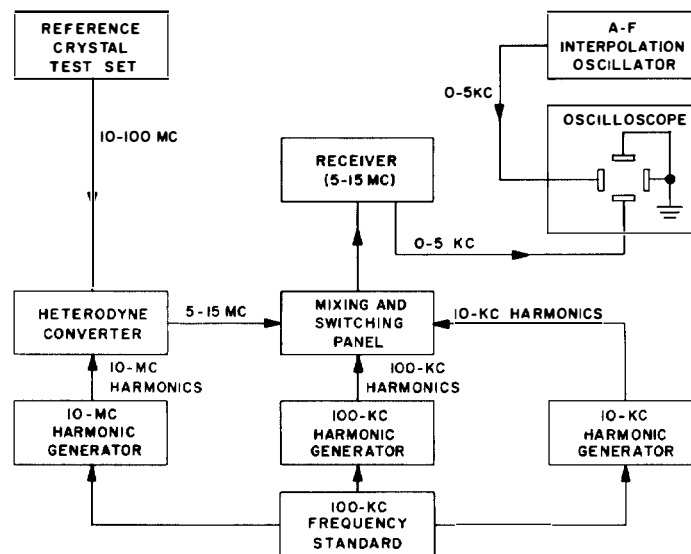 REFERENCE
CRYSTAL
TEST SET
A-F
INTERPOLATION
OSCILLATOR
0-5KC
10-100 MC
OSCILLOSCOPE
RECEIVER
(5-15 MC)
0-5 KC
HETERODYNE
CONVERTER
5-15 MC
MIXING AND
SWITCHING
PANEL
10-KC HARMONICS
10-MC
HARMONICS
100-KC
HARMONICS
10-MC
HARMONIC
GENERATOR
100-KC
HARMONIC
GENERATOR
10-KC
HARMONIC
GENERATOR
100-KC
FREQUENCY
STANDARD